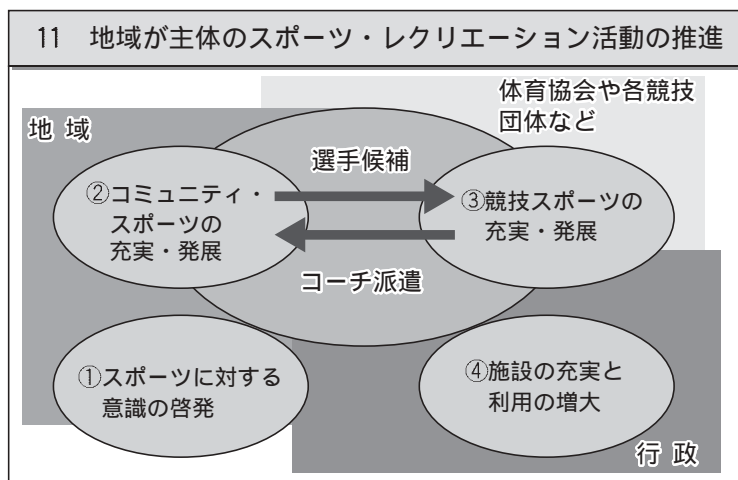 11 地域が主体のスポーツ・レクリエーション活動の推進
体育協会や各競技
団体など
地 域
選手候補
②コミュニティ・
スポーツの
充実・発展
③競技スポーツの
充実・発展
コーチ派遣
①スポーツに対する
意識の啓発
④施設の充実と
利用の増大
行 政